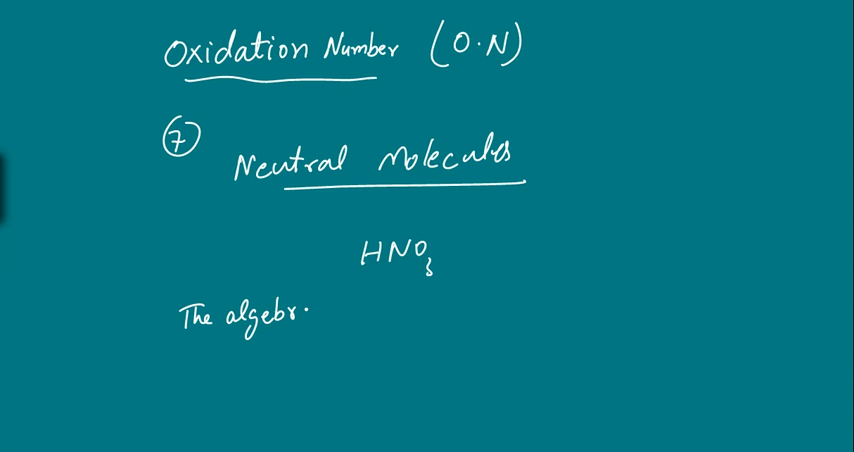 Oxidation Number (O.N)
7
Neutral Molecules
HNO3
The algebr.